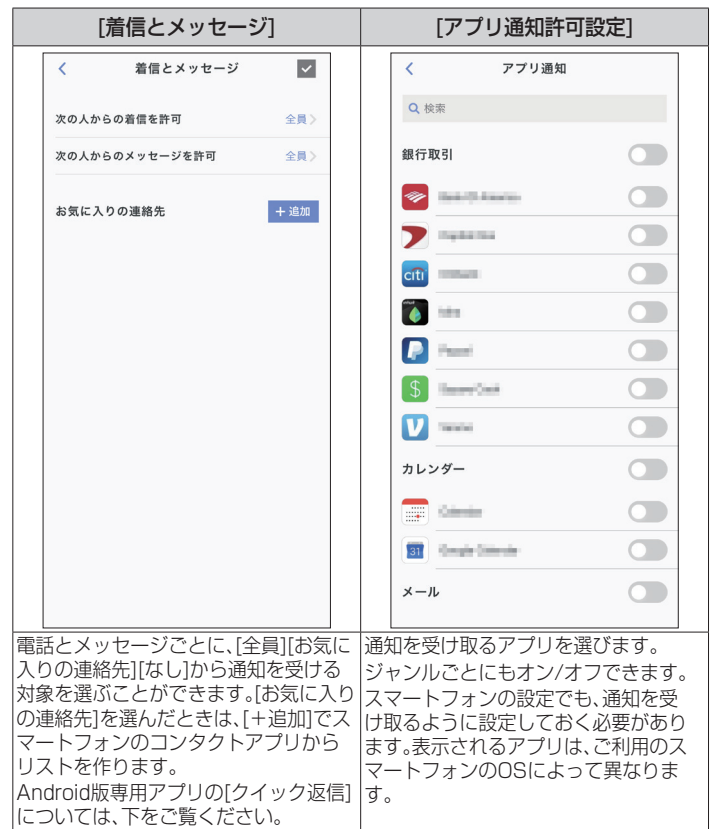 [着信とメッセージ]
着信とメッセージ
次の人からの着信を許可 全員
次の人からのメッセージを許可 全員
お気に入りの連絡先 +追加
電話とメッセージごとに、[全員][お気に
入りの連絡先][なし]から通知を受ける
対象を選ぶことができます。[お気に入り
の連絡先]を選んだときは、[+追加]でス
マートフォンのコンタクトアプリから
リストを作ります。
Android版専用アプリの[クイック返信]
については、下をご覧ください。
[アプリ通知許可設定]
アプリ通知
検索
銀行取引
citi
$
カレンダー
31
メール
通知を受け取るアプリを選びます。
ジャンルごとにもオン/オフできます。
スマートフォンの設定でも、通知を受
け取るように設定しておく必要があり
ます。表示されるアプリは、ご利用のス
マートフォンのOSによって異なりま
す。